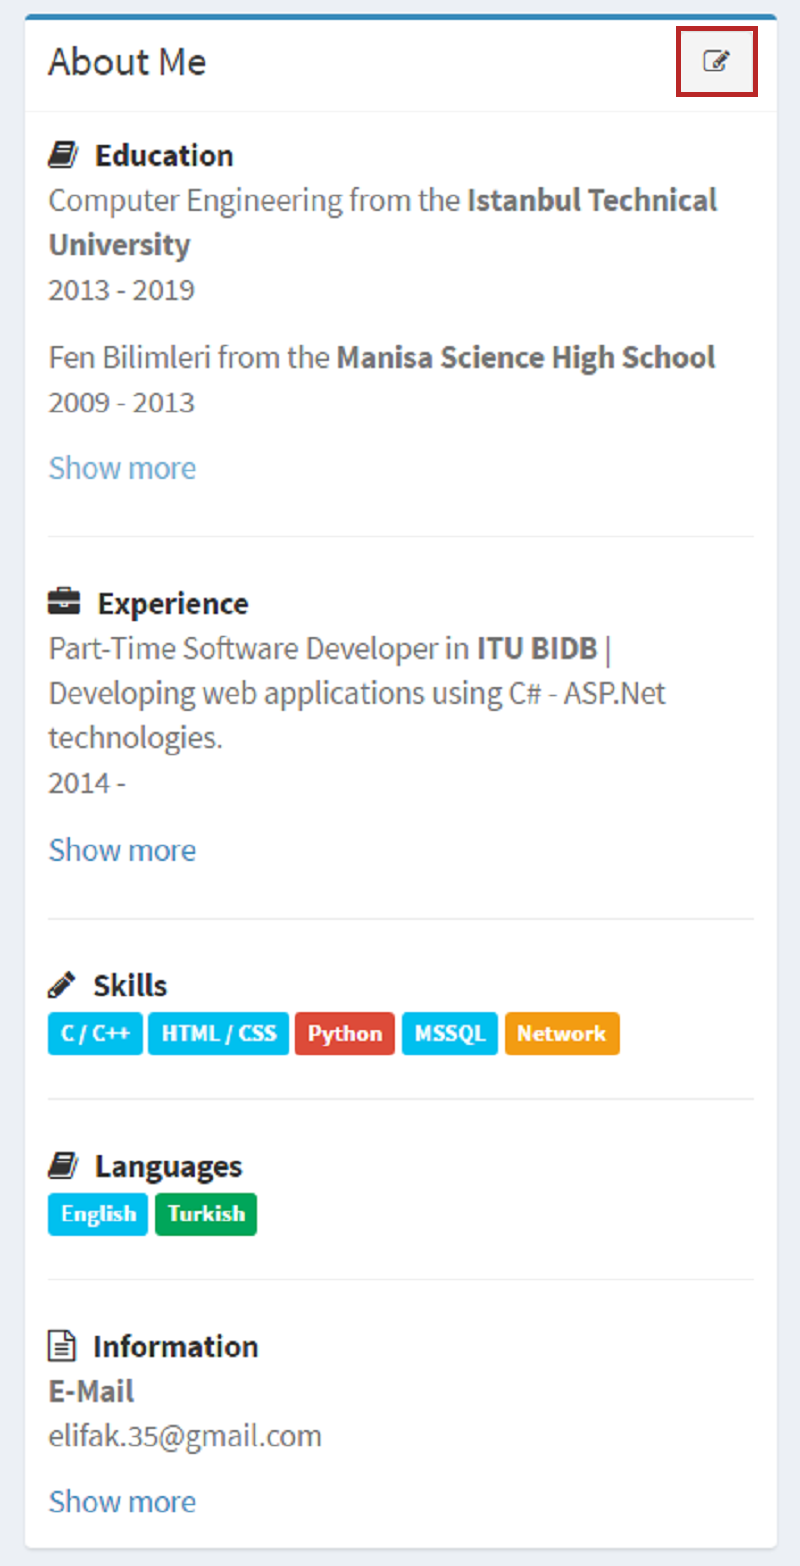 About Me
Education
Computer Engineering from the Istanbul Technical
University
2013 - 2019
Fen Bilimleri from the Manisa Science High School
2009 - 2013
Show more
Experience
Part-Time Software Developer in ITU BIDB |
Developing web applications using C# - ASP.Net
technologies.
2014 -
Show more
Skills
C / C++ HTML / CSS Python MSSQL Network
Languages
English Turkish
Information
E-Mail
elifak.35@gmail.com
Show more